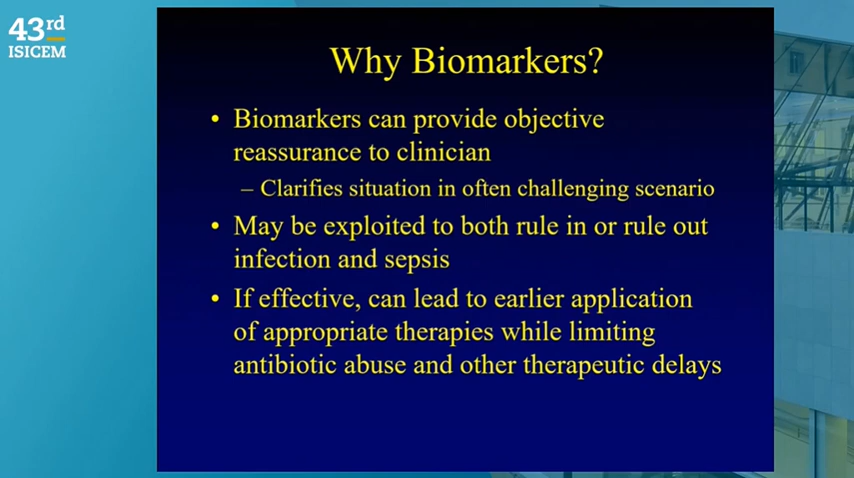 43rd
ISICEM
Why Biomarkers?
• Biomarkers can provide objective
reassurance to clinician
– Clarifies situation in often challenging scenario
• May be exploited to both rule in or rule out
infection and sepsis
• If effective, can lead to earlier application
of appropriate therapies while limiting
antibiotic abuse and other therapeutic delays